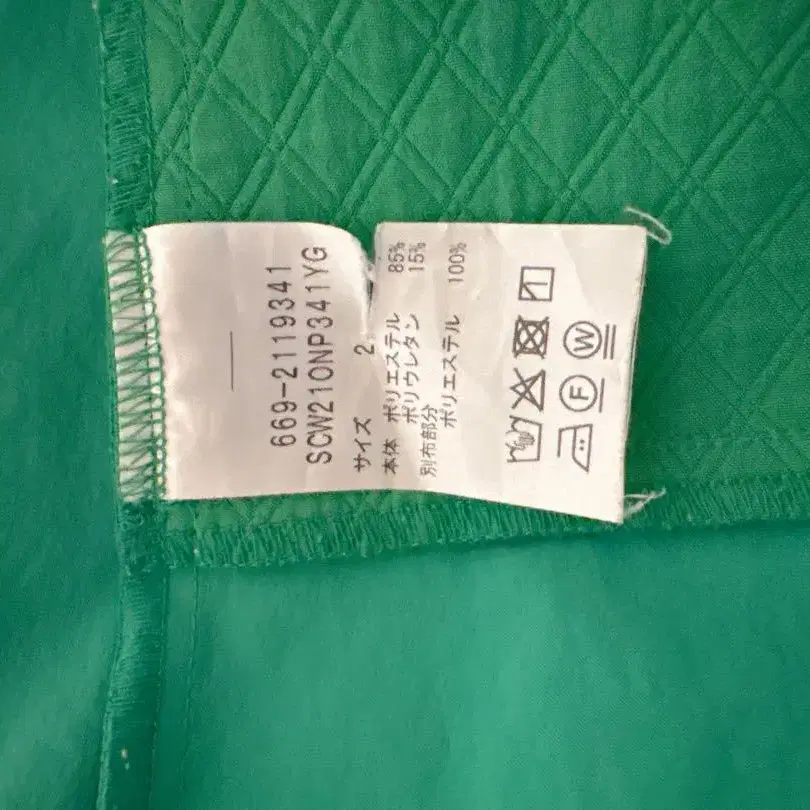 669-2119341
SCW210NP341YG
サイズ 2
本体 ポリエステル 85%
ポリウレタン 15%
別布部分
ポリエステル 100%
F W